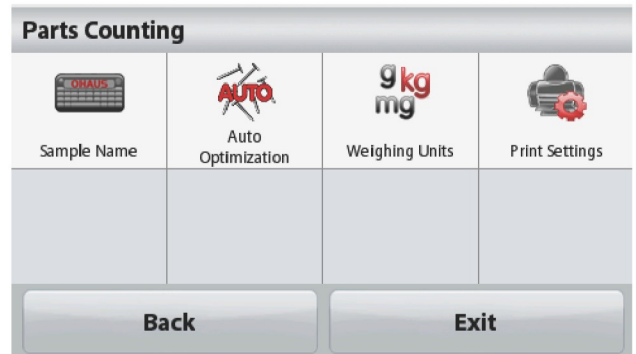 Parts Counting
OHAUS
Sample Name
AUTO
Auto
Optimization
g kg
mg
Weighing Units
Print Settings
Back
Exit